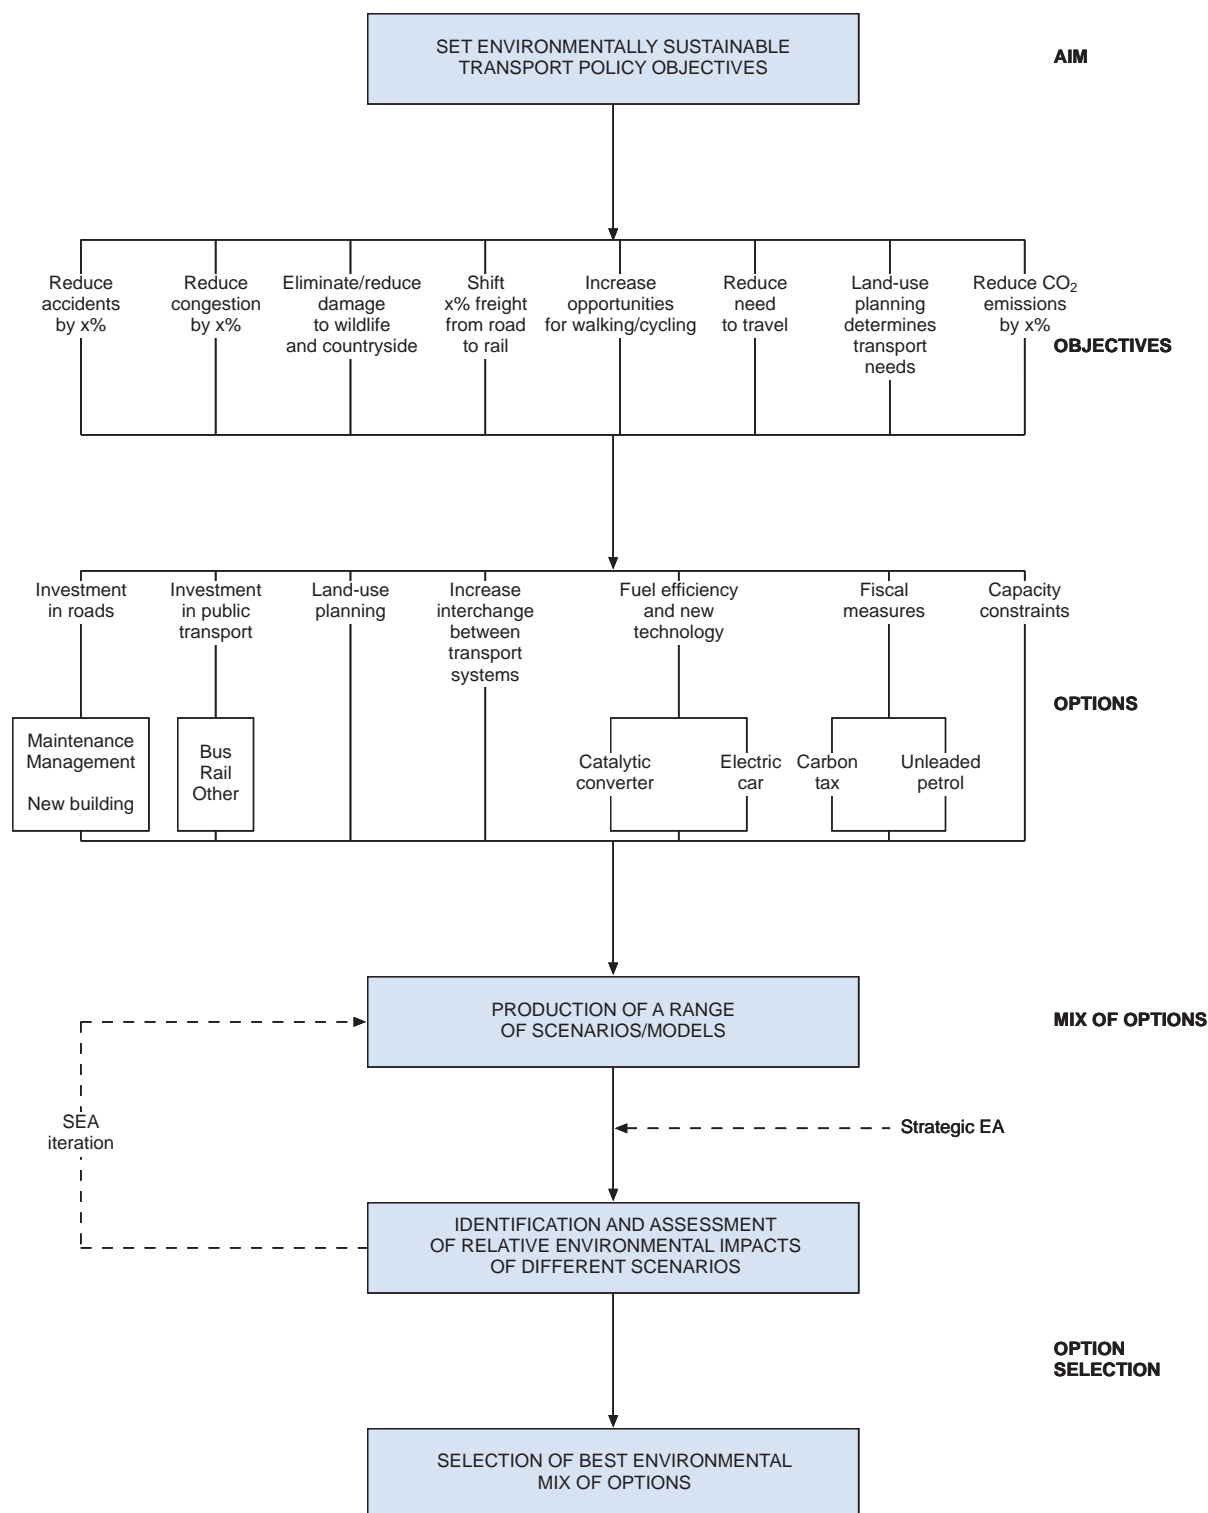 SET ENVIRONMENTALLY SUSTAINABLE
TRANSPORT POLICY OBJECTIVES
AIM
Reduce
accidents
by x%
Reduce
congestion
by x%
Eliminate/reduce
damage
to wildlife
and countryside
Shift
x% freight
from road
to rail
Increase
opportunities
for walking/cycling
Reduce
need
to travel
Land-use
planning
determines
transport
needs
Reduce CO₂
emissions
by x%
OBJECTIVES
Investment
in roads
Investment
in public
transport
Land-use
planning
Increase
interchange
between
transport
systems
Fuel efficiency
and new
technology
Fiscal
measures
Capacity
constraints
OPTIONS
Maintenance
Management
New building
Bus
Rail
Other
Catalytic
converter
Electric
car
Carbon
tax
Unleaded
petrol
PRODUCTION OF A RANGE
OF SCENARIOS/MODELS
MIX OF OPTIONS
SEA
iteration
Strategic EA
IDENTIFICATION AND ASSESSMENT
OF RELATIVE ENVIRONMENTAL IMPACTS
OF DIFFERENT SCENARIOS
OPTION
SELECTION
SELECTION OF BEST ENVIRONMENTAL
MIX OF OPTIONS